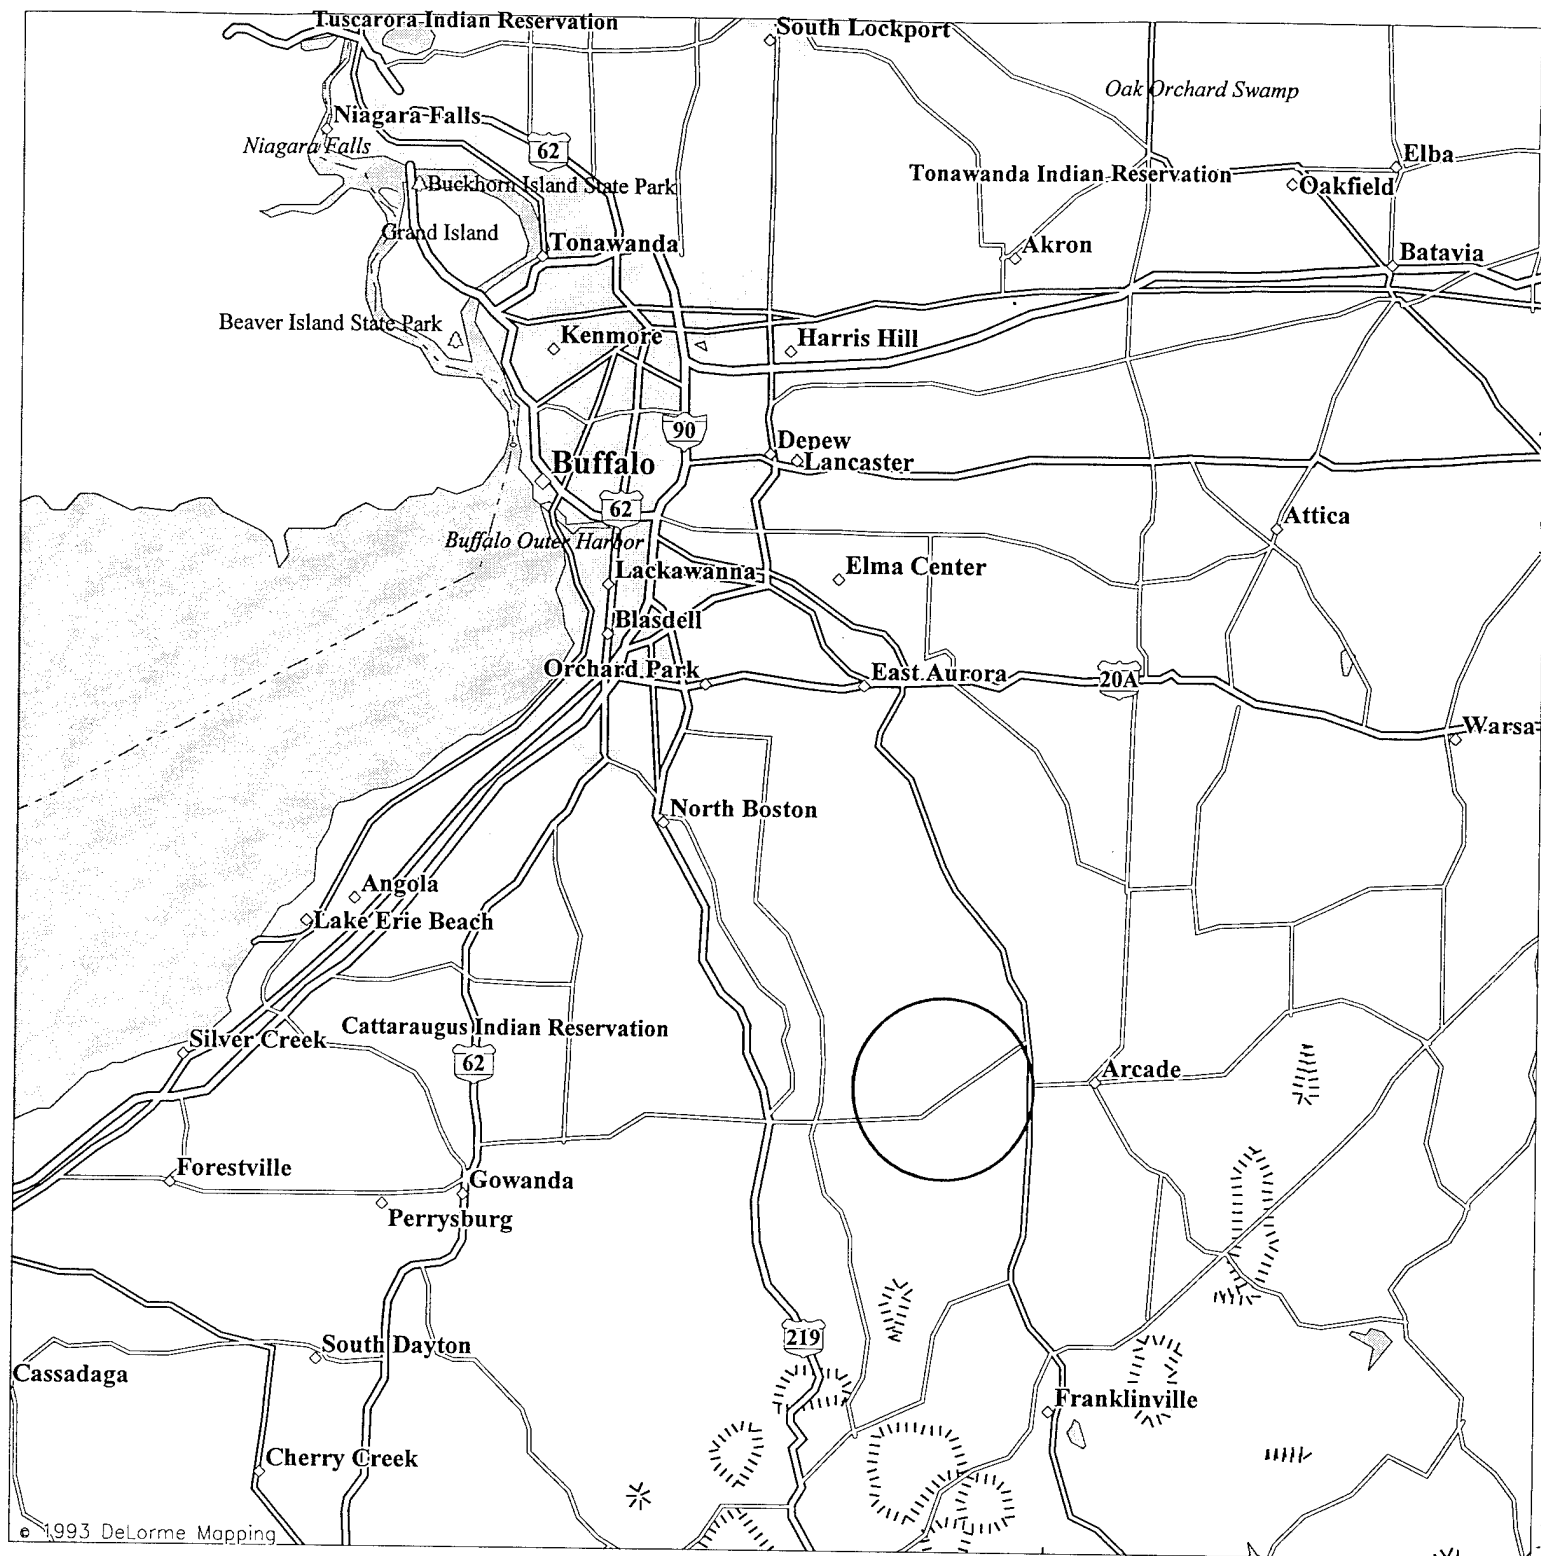 Tuscarora Indian Reservation
South Lockport
Oak Orchard Swamp
Niagara Falls
Niagara Falls
62
Elba
Tonawanda Indian Reservation
Oakfield
Buckhorn Island State Park
Grand Island
Tonawanda
Akron
Batavia
Beaver Island State Park
Kenmore
Harris Hill
90
Depew
Lancaster
Buffalo
62
Attica
Buffalo Outer Harbor
Lackawanna
Elma Center
Blasdell
Orchard Park
East Aurora
20A
Warsa
North Boston
Angola
Lake Erie Beach
Cattaraugus Indian Reservation
Silver Creek
62
Arcade
Forestville
Gowanda
Perrysburg
219
South Dayton
Cassadaga
Franklinville
Cherry Creek
© 1993 DeLorme Mapping